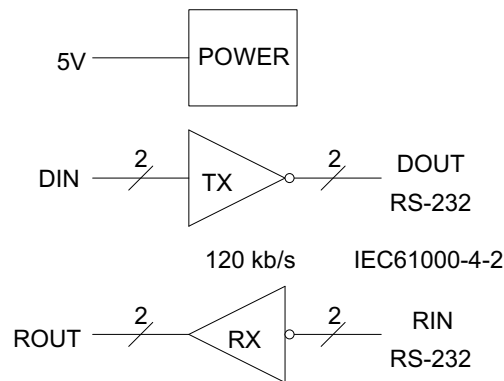 POWER
5V
2
2
DOUT
DIN
TX
RS-232
120 kb/s
IEC61000-4-2
2
2
RIN
ROUT
RX
RS-232